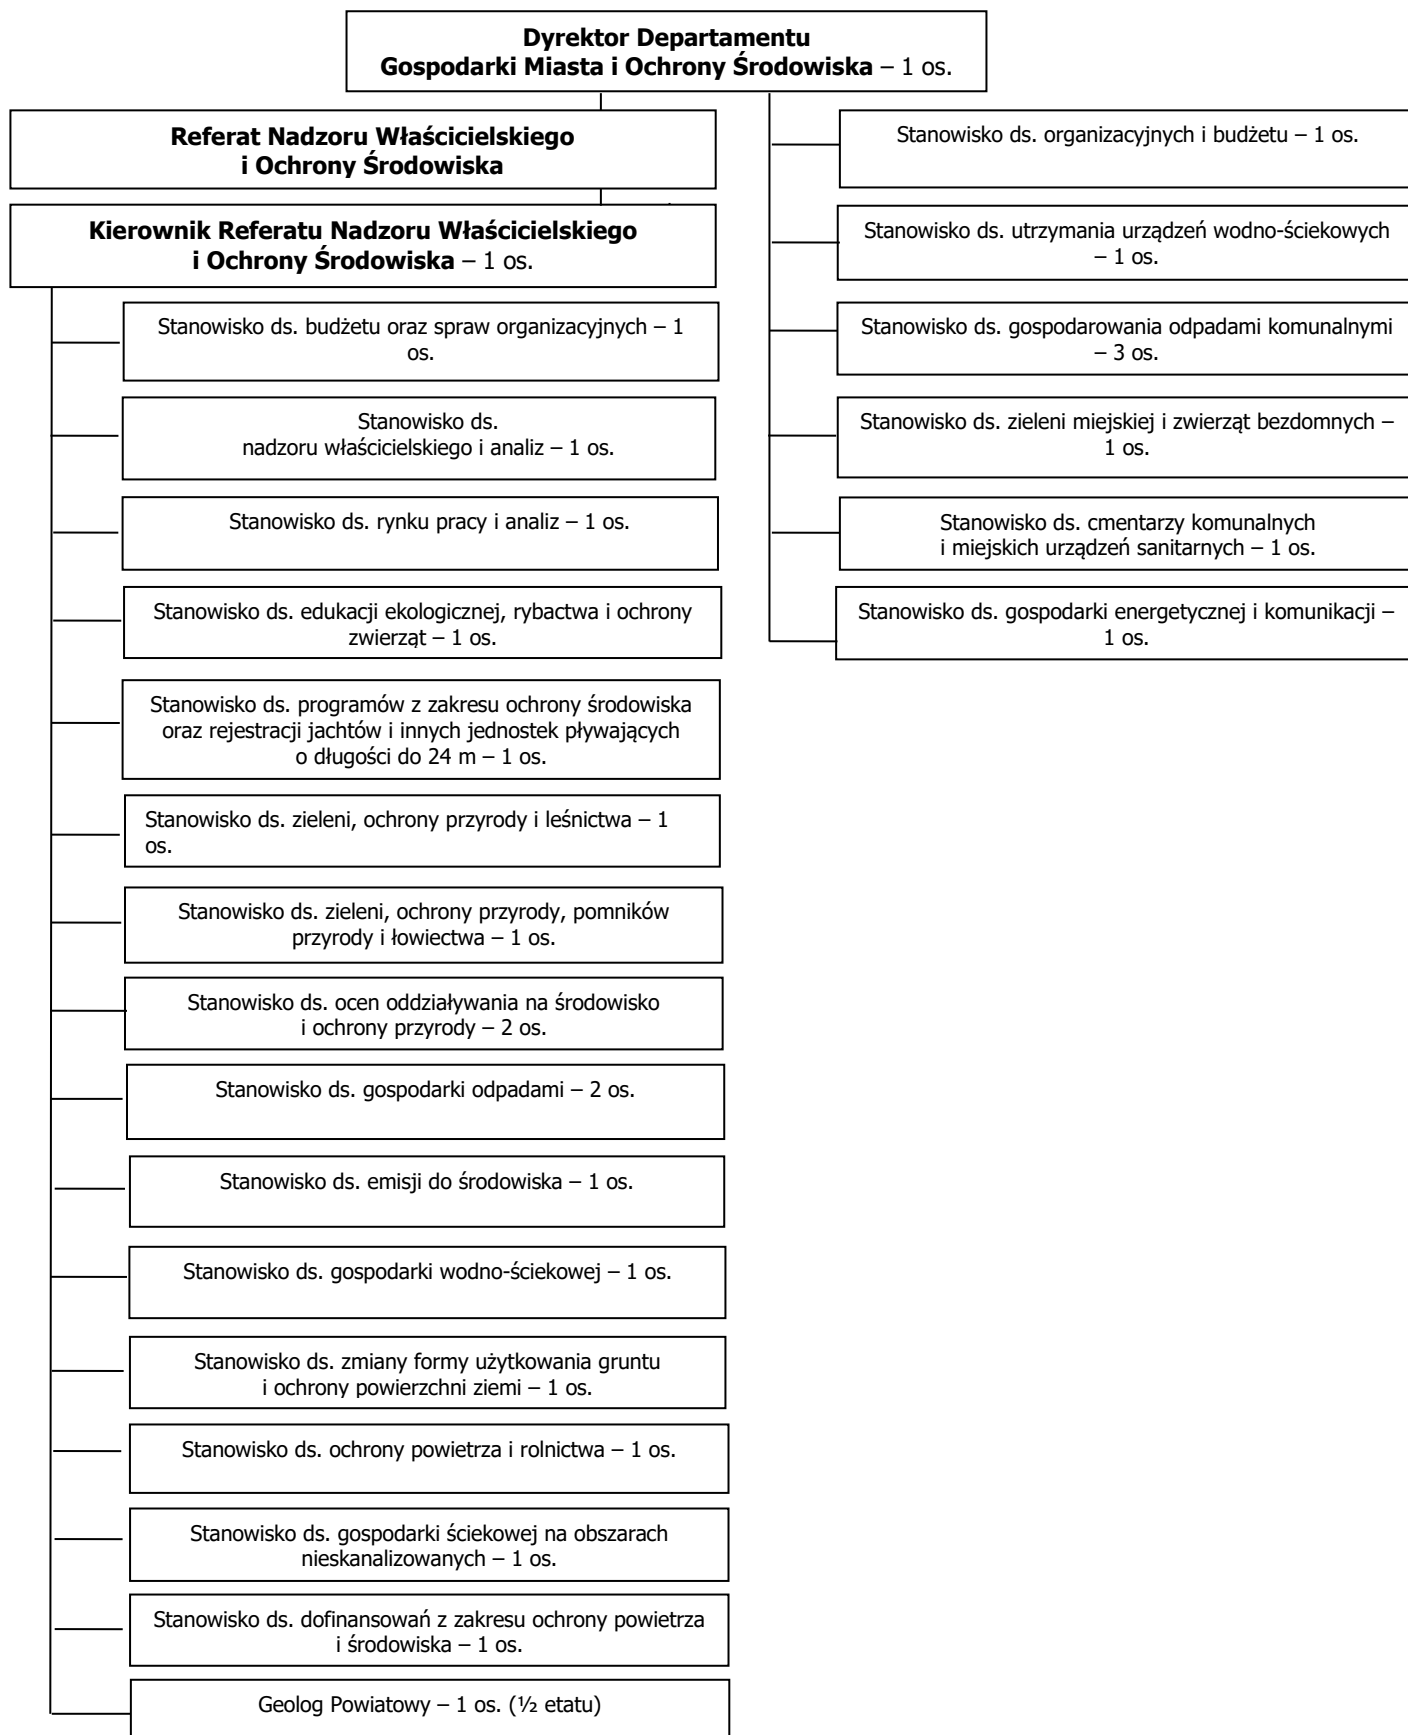 Dyrektor Departamentu
Gospodarki Miasta i Ochrony Środowiska – 1 os.
Referat Nadzoru Właścicielskiego
i Ochrony Środowiska
Kierownik Referatu Nadzoru Właścicielskiego
i Ochrony Środowiska – 1 os.
Stanowisko ds. budżetu oraz spraw organizacyjnych – 1
os.
Stanowisko ds.
nadzoru właścicielskiego i analiz – 1 os.
Stanowisko ds. rynku pracy i analiz – 1 os.
Stanowisko ds. edukacji ekologicznej, rybactwa i ochrony
zwierząt – 1 os.
Stanowisko ds. programów z zakresu ochrony środowiska
oraz rejestracji jachtów i innych jednostek pływających
o długości do 24 m – 1 os.
Stanowisko ds. zieleni, ochrony przyrody i leśnictwa – 1
os.
Stanowisko ds. zieleni, ochrony przyrody, pomników
przyrody i łowiectwa – 1 os.
Stanowisko ds. ocen oddziaływania na środowisko
i ochrony przyrody – 2 os.
Stanowisko ds. gospodarki odpadami – 2 os.
Stanowisko ds. emisji do środowiska – 1 os.
Stanowisko ds. gospodarki wodno-ściekowej – 1 os.
Stanowisko ds. zmiany formy użytkowania gruntu
i ochrony powierzchni ziemi – 1 os.
Stanowisko ds. ochrony powietrza i rolnictwa – 1 os.
Stanowisko ds. gospodarki ściekowej na obszarach
nieskanalizowanych – 1 os.
Stanowisko ds. dofinansowań z zakresu ochrony powietrza
i środowiska – 1 os.
Geolog Powiatowy – 1 os. (½ etatu)
Stanowisko ds. organizacyjnych i budżetu – 1 os.
Stanowisko ds. utrzymania urządzeń wodno-ściekowych
– 1 os.
Stanowisko ds. gospodarowania odpadami komunalnymi
– 3 os.
Stanowisko ds. zieleni miejskiej i zwierząt bezdomnych –
1 os.
Stanowisko ds. cmentarzy komunalnych
i miejskich urządzeń sanitarnych – 1 os.
Stanowisko ds. gospodarki energetycznej i komunikacji –
1 os.